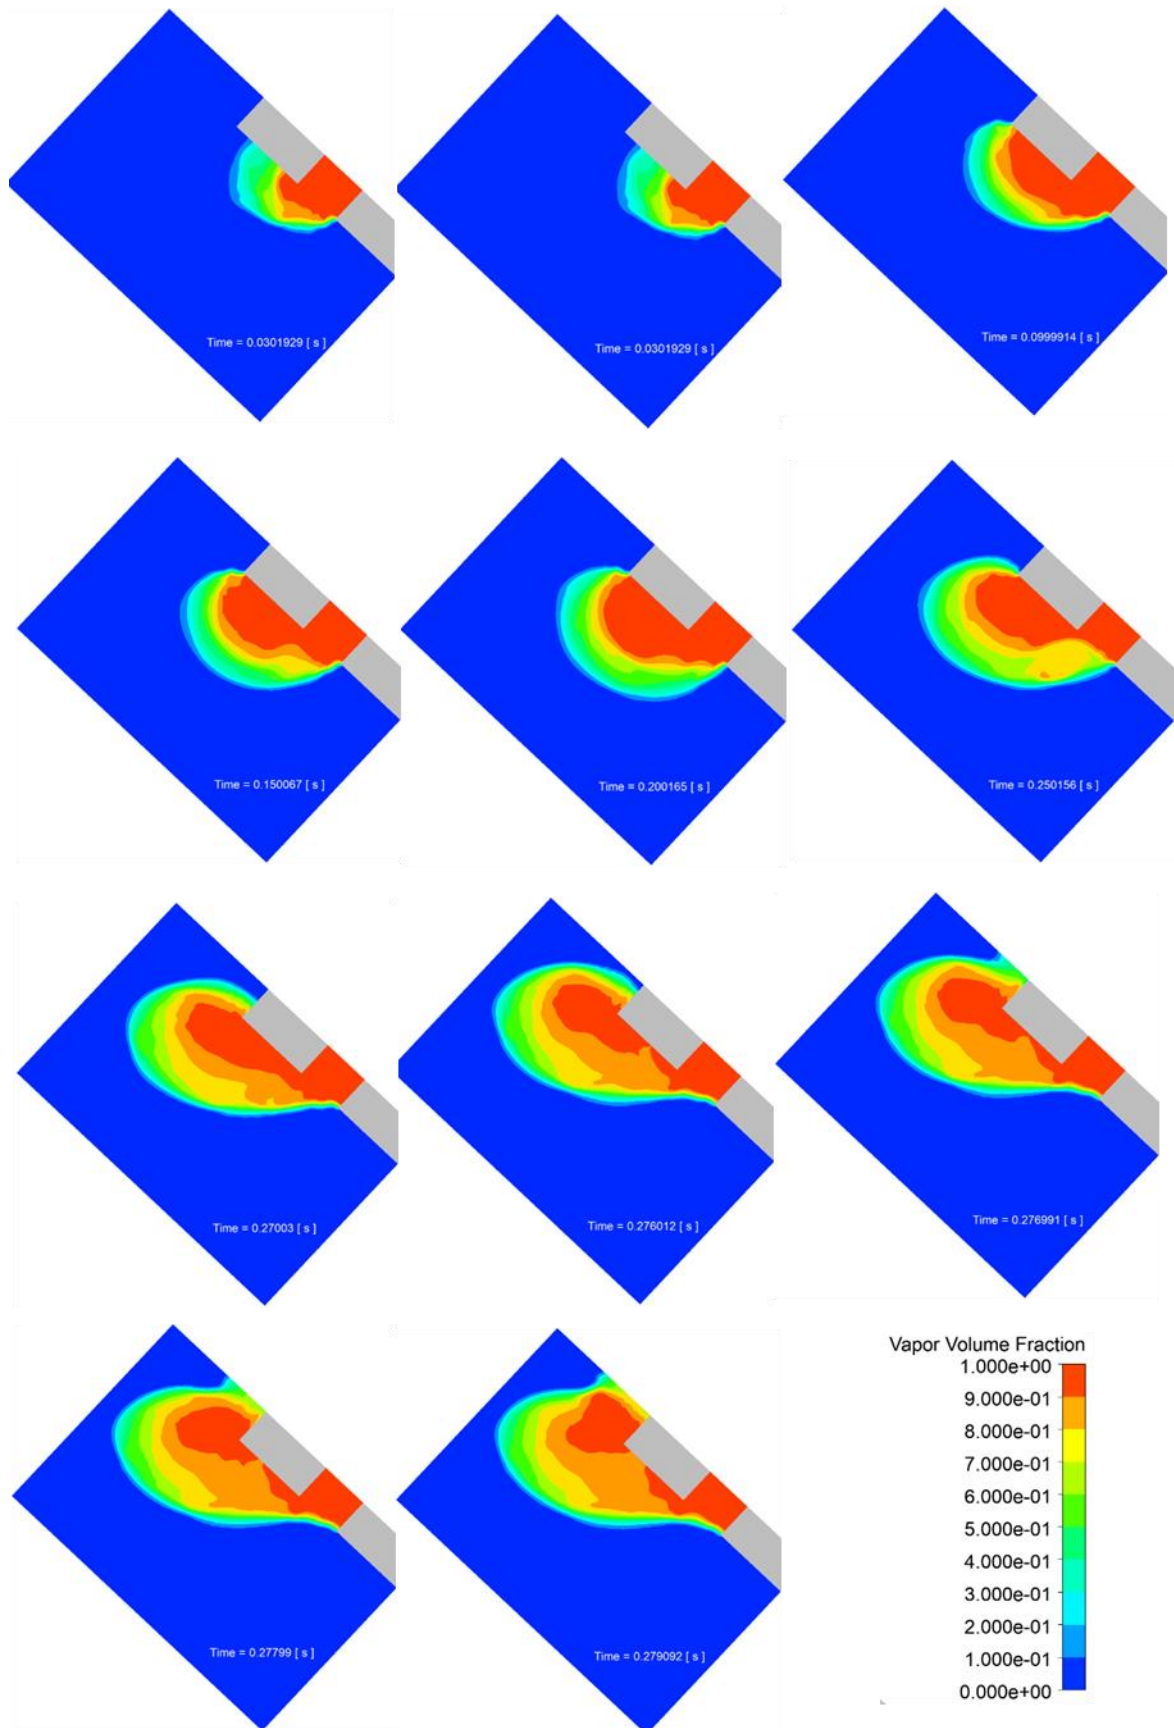 Time = 0.0301929 [ s ]
Time = 0.0301929 [ s ]
Time = 0.0999914 [ s ]
Time = 0.150067 [ s ]
Time = 0.200165 [ s ]
Time = 0.250156 [ s ]
Time = 0.27003 [ s ]
Time = 0.276012 [ s ]
Time = 0.276991 [ s ]
Time = 0.27799 [ s ]
Time = 0.279092 [ s ]
Vapor Volume Fraction
1.000e+00
9.000e-01
8.000e-01
7.000e-01
6.000e-01
5.000e-01
4.000e-01
3.000e-01
2.000e-01
1.000e-01
0.000e+00